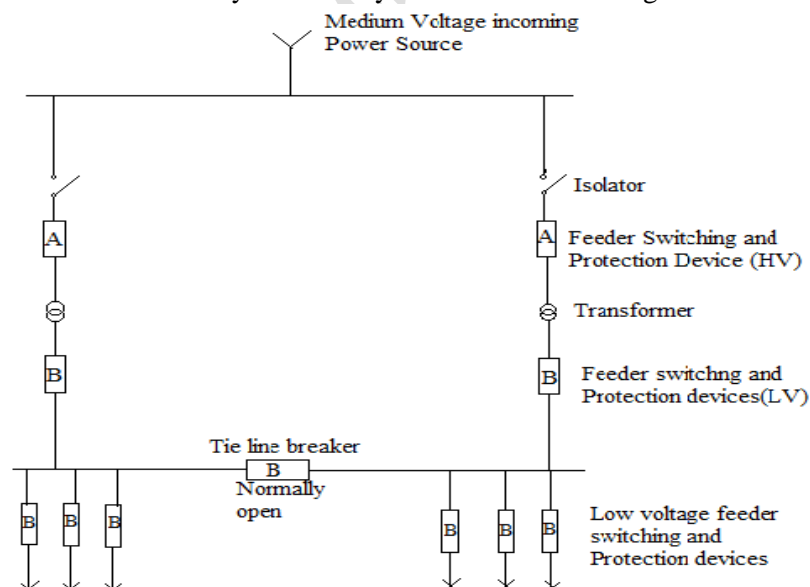 Medium Voltage incoming
Power Source
Isolator
A
A
Feeder Switching and
Protection Device (HV)
Transformer
B
B
Feeder switchng and
Protection devices(LV)
Tie line breaker
B
Normally
open
B
B
B
B
B
B
Low voltage feeder
switching and
Protection devices